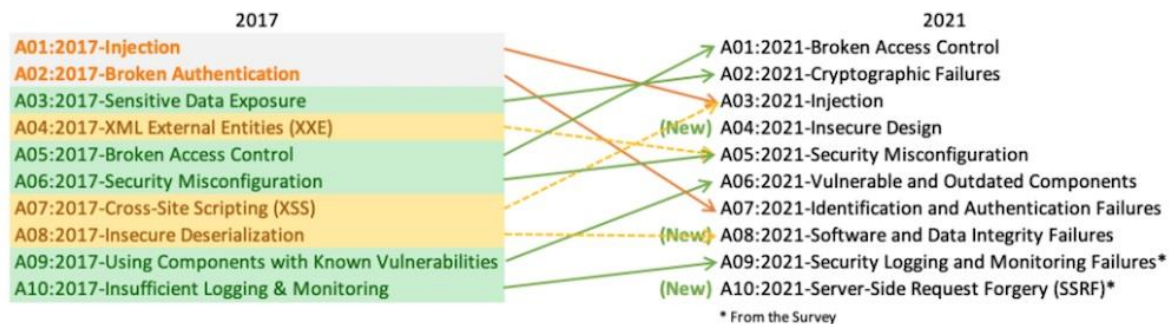 2017
2021
A01:2017-Injection
A02:2017-Broken Authentication
A03:2017-Sensitive Data Exposure
A04:2017-XML External Entities (XXE)
A05:2017-Broken Access Control
A06:2017-Security Misconfiguration
A07:2017-Cross-Site Scripting (XSS)
A08:2017-Insecure Deserialization
A09:2017-Using Components with Known Vulnerabilities
A10:2017-Insufficient Logging & Monitoring
A01:2021-Broken Access Control
A02:2021-Cryptographic Failures
A03:2021-Injection
(New) A04:2021-Insecure Design
A05:2021-Security Misconfiguration
A06:2021-Vulnerable and Outdated Components
A07:2021-Identification and Authentication Failures
(New) A08:2021-Software and Data Integrity Failures
A09:2021-Security Logging and Monitoring Failures*
(New) A10:2021-Server-Side Request Forgery (SSRF)*
* From the Survey